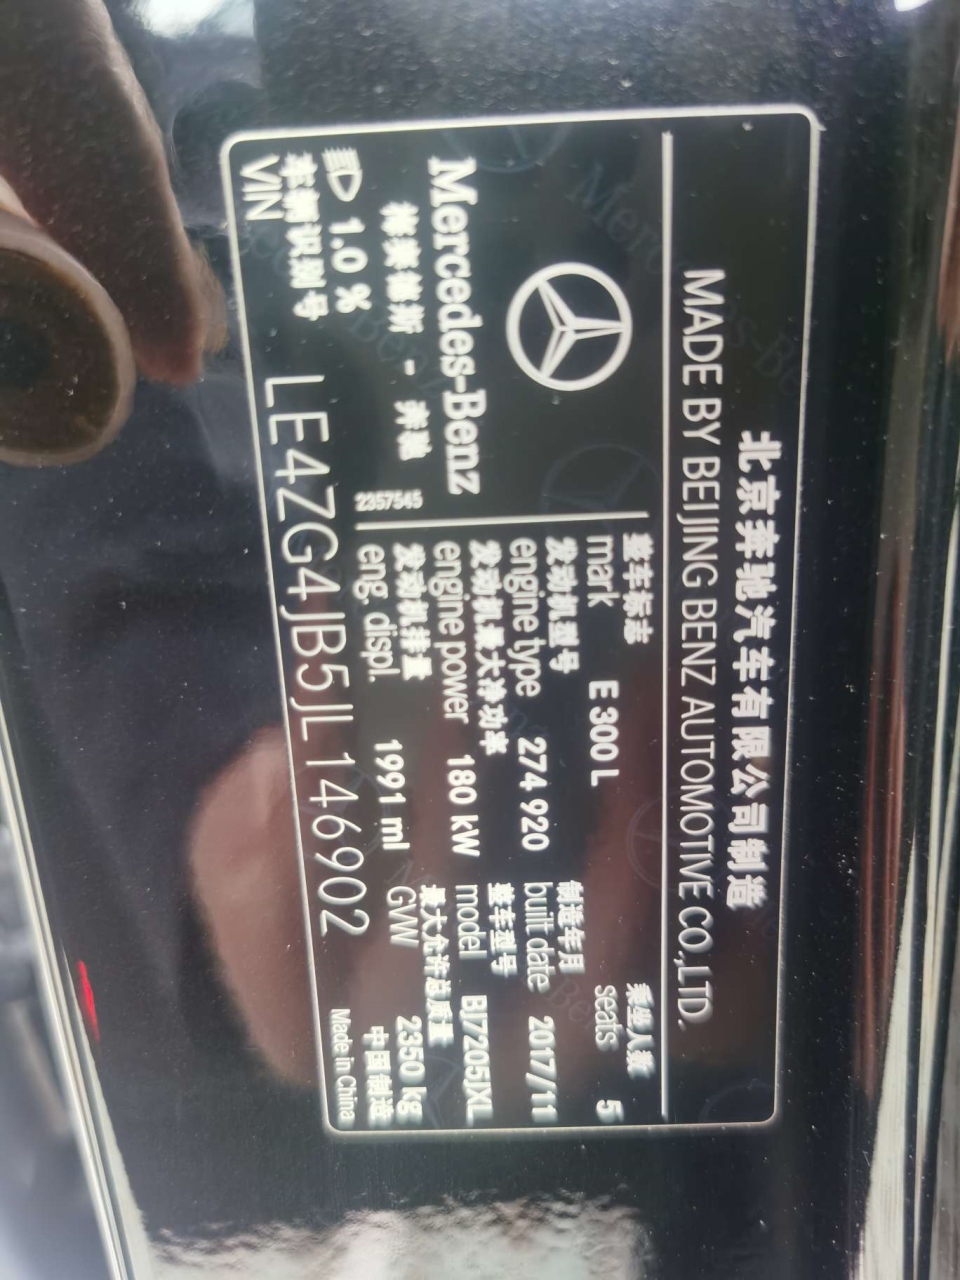 北京奔驰汽车有限公司制造
MADE BY BEIJING BENZ AUTOMOTIVE CO.,LTD.
Mercedes-Benz
梅赛德斯 - 奔驰
2357545
1.0 %
整车标志
mark E 300 L
乘坐人数
seats 5
发动机型号
engine type 274 920
制造年月
built date 2017/11
发动机最大净功率
engine power 180 kW
整车型号
model BJ7205JXL
发动机排量
eng. displ. 1991 ml
最大允许总质量
GVW 2350 kg
中国制造
Made in China
车辆识别号
VIN LE4ZG4JB5JL146902